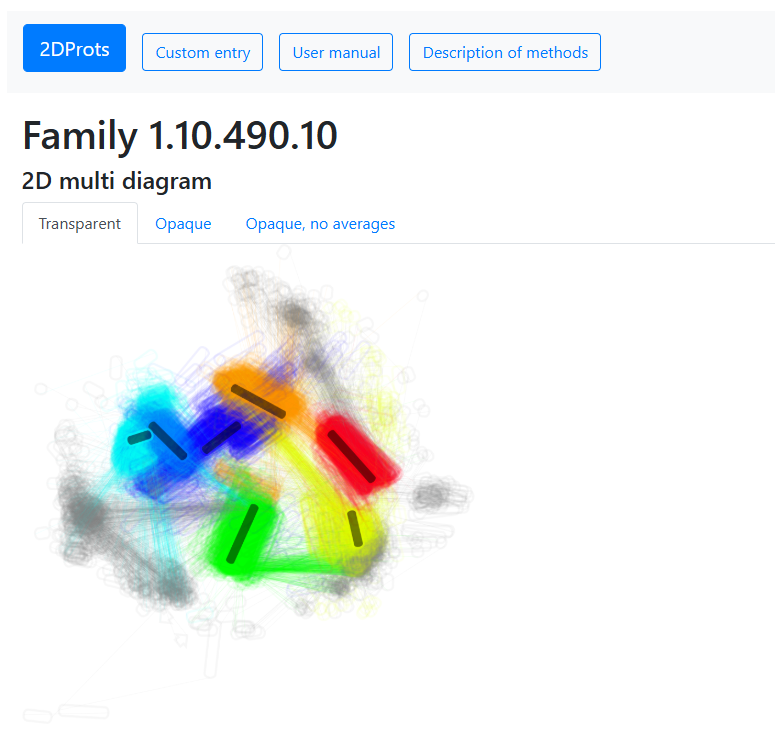 2DProts Custom entry User manual Description of methods
Family 1.10.490.10
2D multi diagram
Transparent Opaque Opaque, no averages